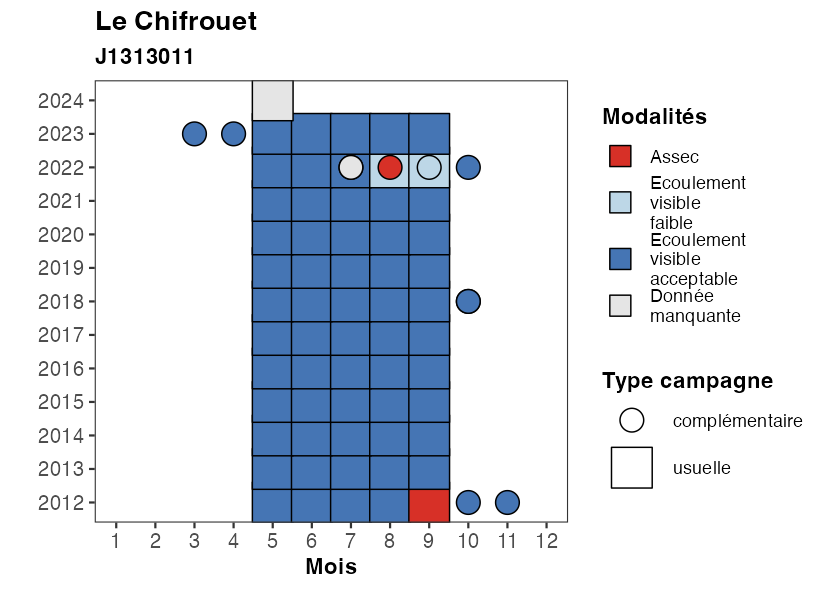 Le Chifrouet
J1313011
2024
2023
2022
2021
2020
2019
2018
2017
2016
2015
2014
2013
2012
1 2 3 4 5 6 7 8 9 10 11 12
Mois
Modalités
Assec
Ecoulement
visible
faible
Ecoulement
visible
acceptable
Donnée
manquante
Type campagne
complémentaire
usuelle